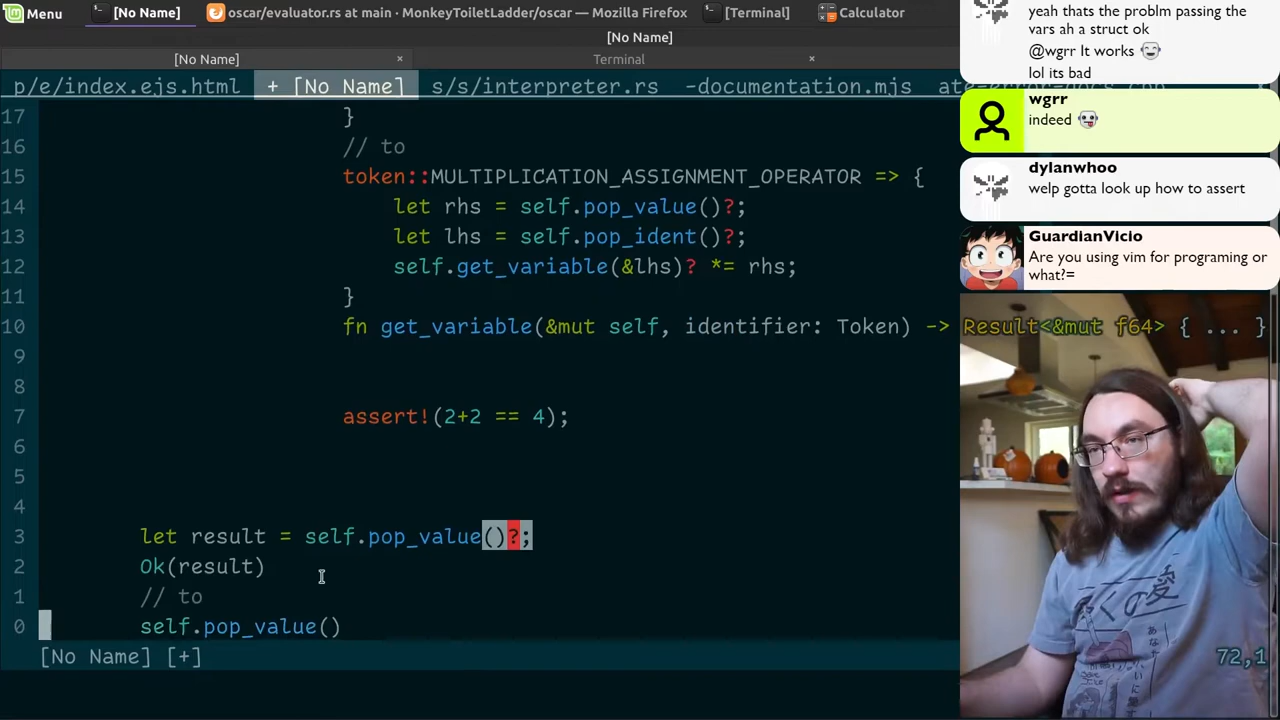 Menu
[No Name]
oscar/evaluator.rs at main · MonkeyToiletLadder/oscar — Mozilla Firefox
[Terminal]
Calculator
[No Name]
[No Name] ×
Terminal ×
p/e/index.ejs.html + [No Name] s/s/interpreter.rs -documentation.mjs
17 }
16 // to
15 token::MULTIPLICATION_ASSIGNMENT_OPERATOR => {
14 let rhs = self.pop_value()?;
13 let lhs = self.pop_ident()?;
12 self.get_variable(&lhs)? *= rhs;
11 }
10 fn get_variable(&mut self, identifier: Token) -> Result<&mut f64> { ... }
9
8
7 assert!(2+2 == 4);
6
5
4
3 let result = self.pop_value()?;
2 Ok(result)
1 // to
0 self.pop_value()
[No Name] [+]
72,1
yeah thats the problm passing the
vars ah a struct ok
@wgrr It works
lol its bad
wgrr
indeed
dylanwhoo
welp gotta look up how to assert
GuardianVicio
Are you using vim for programing or
what?=